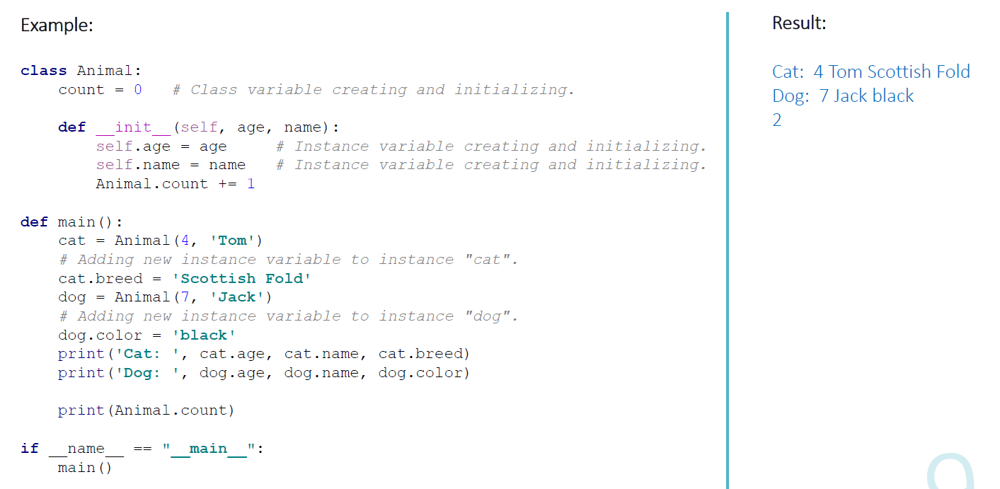 Example:
class Animal:
    count = 0   # Class variable creating and initializing.
    def __init__(self, age, name):
        self.age = age     # Instance variable creating and initializing.
        self.name = name   # Instance variable creating and initializing.
        Animal.count += 1
def main():
    cat = Animal(4, 'Tom')
    # Adding new instance variable to instance "cat".
    cat.breed = 'Scottish Fold'
    dog = Animal(7, 'Jack')
    # Adding new instance variable to instance "dog".
    dog.color = 'black'
    print('Cat: ', cat.age, cat.name, cat.breed)
    print('Dog: ', dog.age, dog.name, dog.color)
    print(Animal.count)
if __name__ == "__main__":
    main()
Result:
Cat:  4 Tom Scottish Fold
Dog:  7 Jack black
2